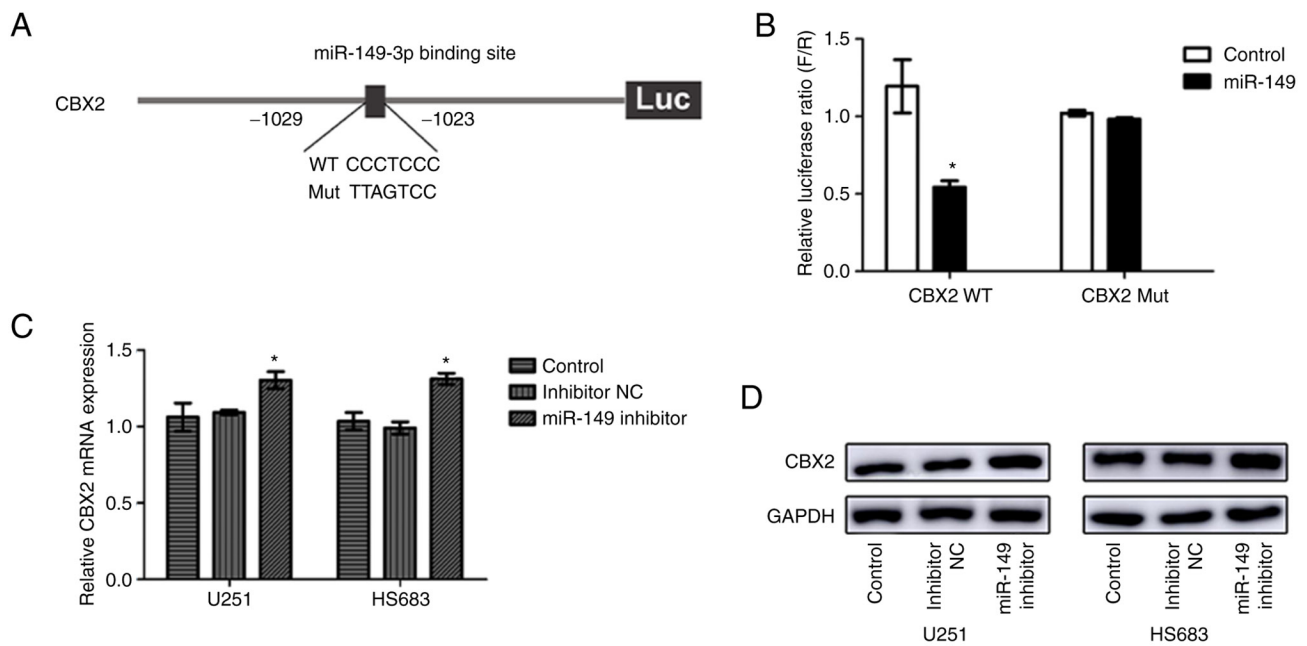 A
miR-149-3p binding site
CBX2
Luc
−1029
−1023
WT CCCTCCC
Mut TTAGTCC
B
Relative luciferase ratio (F/R)
1.5
1.0
0.5
0.0
*
CBX2 WT
CBX2 Mut
Control
miR-149
C
Relative CBX2 mRNA expression
1.5
1.0
0.5
0.0
*
*
U251
HS683
Control
Inhibitor NC
miR-149 inhibitor
D
CBX2
GAPDH
Control
Inhibitor
NC
miR-149
inhibitor
U251
Control
Inhibitor
NC
miR-149
inhibitor
HS683